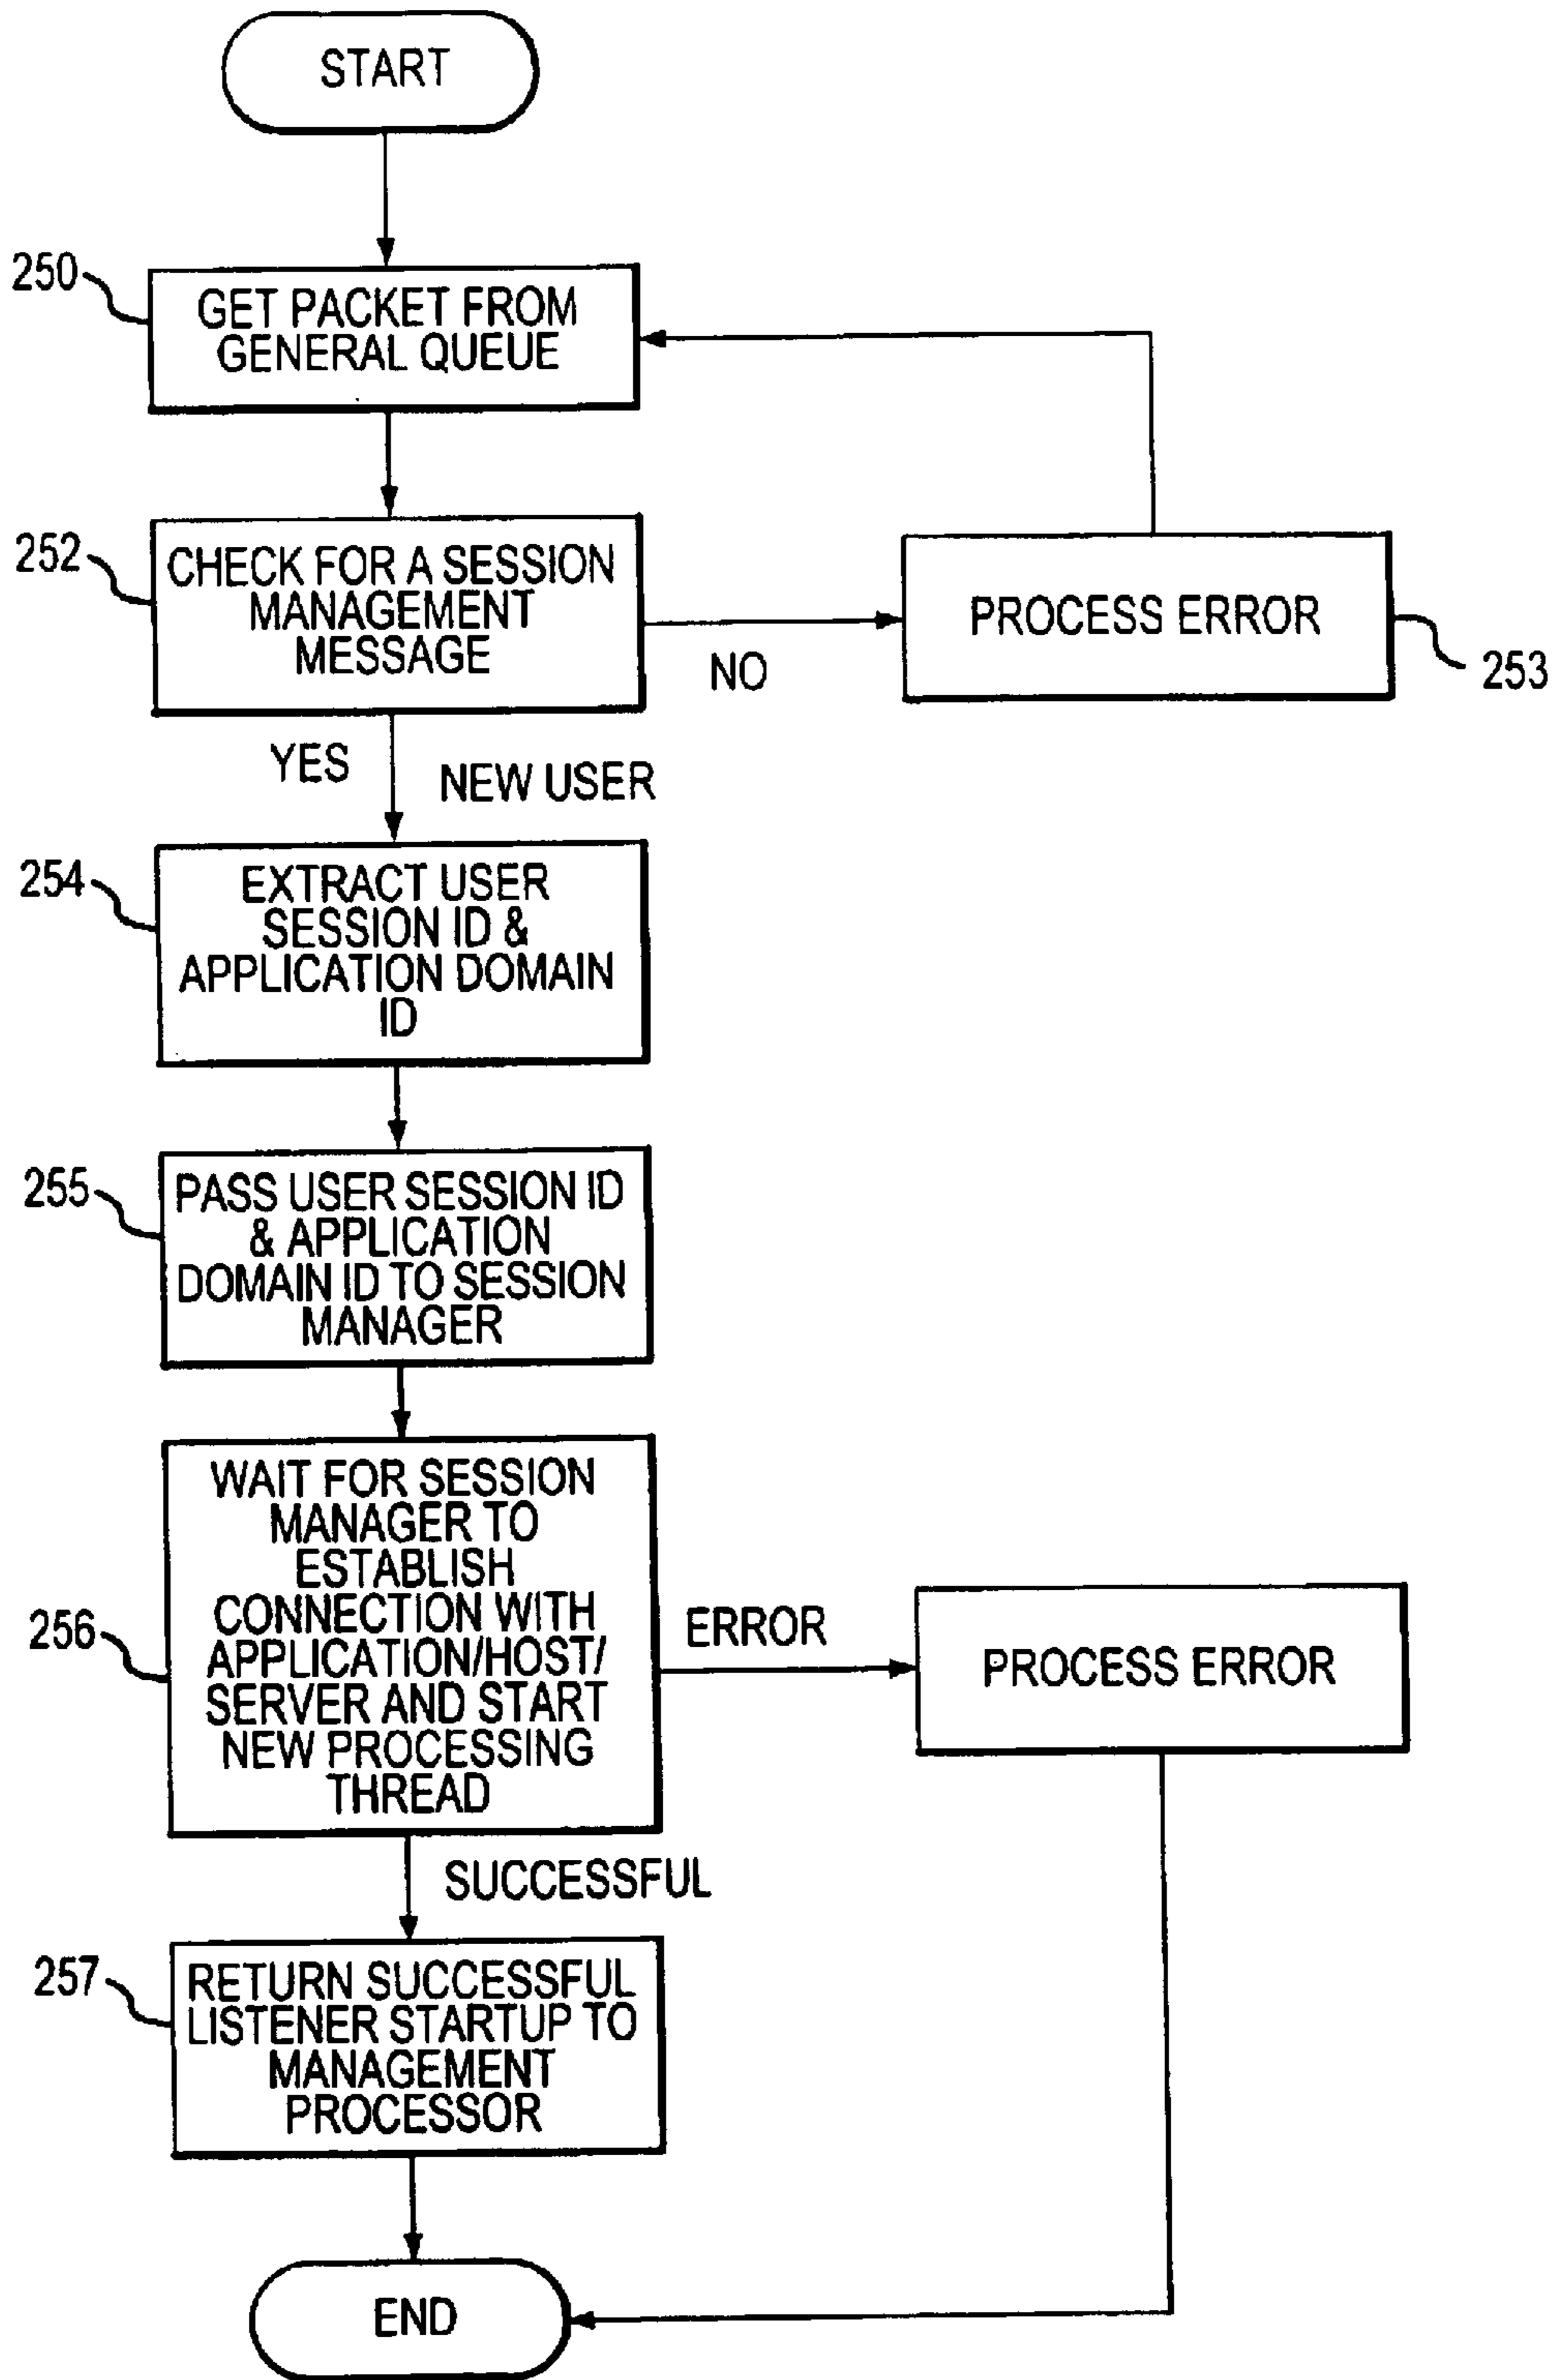 START
250
GET PACKET FROM
GENERAL QUEUE
252
CHECK FOR A SESSION
MANAGEMENT
MESSAGE
NO
PROCESS ERROR
253
YES
NEW USER
254
EXTRACT USER
SESSION ID &
APPLICATION DOMAIN
ID
255
PASS USER SESSION ID
& APPLICATION
DOMAIN ID TO SESSION
MANAGER
256
WAIT FOR SESSION
MANAGER TO
ESTABLISH
CONNECTION WITH
APPLICATION/HOST/
SERVER AND START
NEW PROCESSING
THREAD
ERROR
PROCESS ERROR
SUCCESSFUL
257
RETURN SUCCESSFUL
LISTENER STARTUP TO
MANAGEMENT
PROCESSOR
END